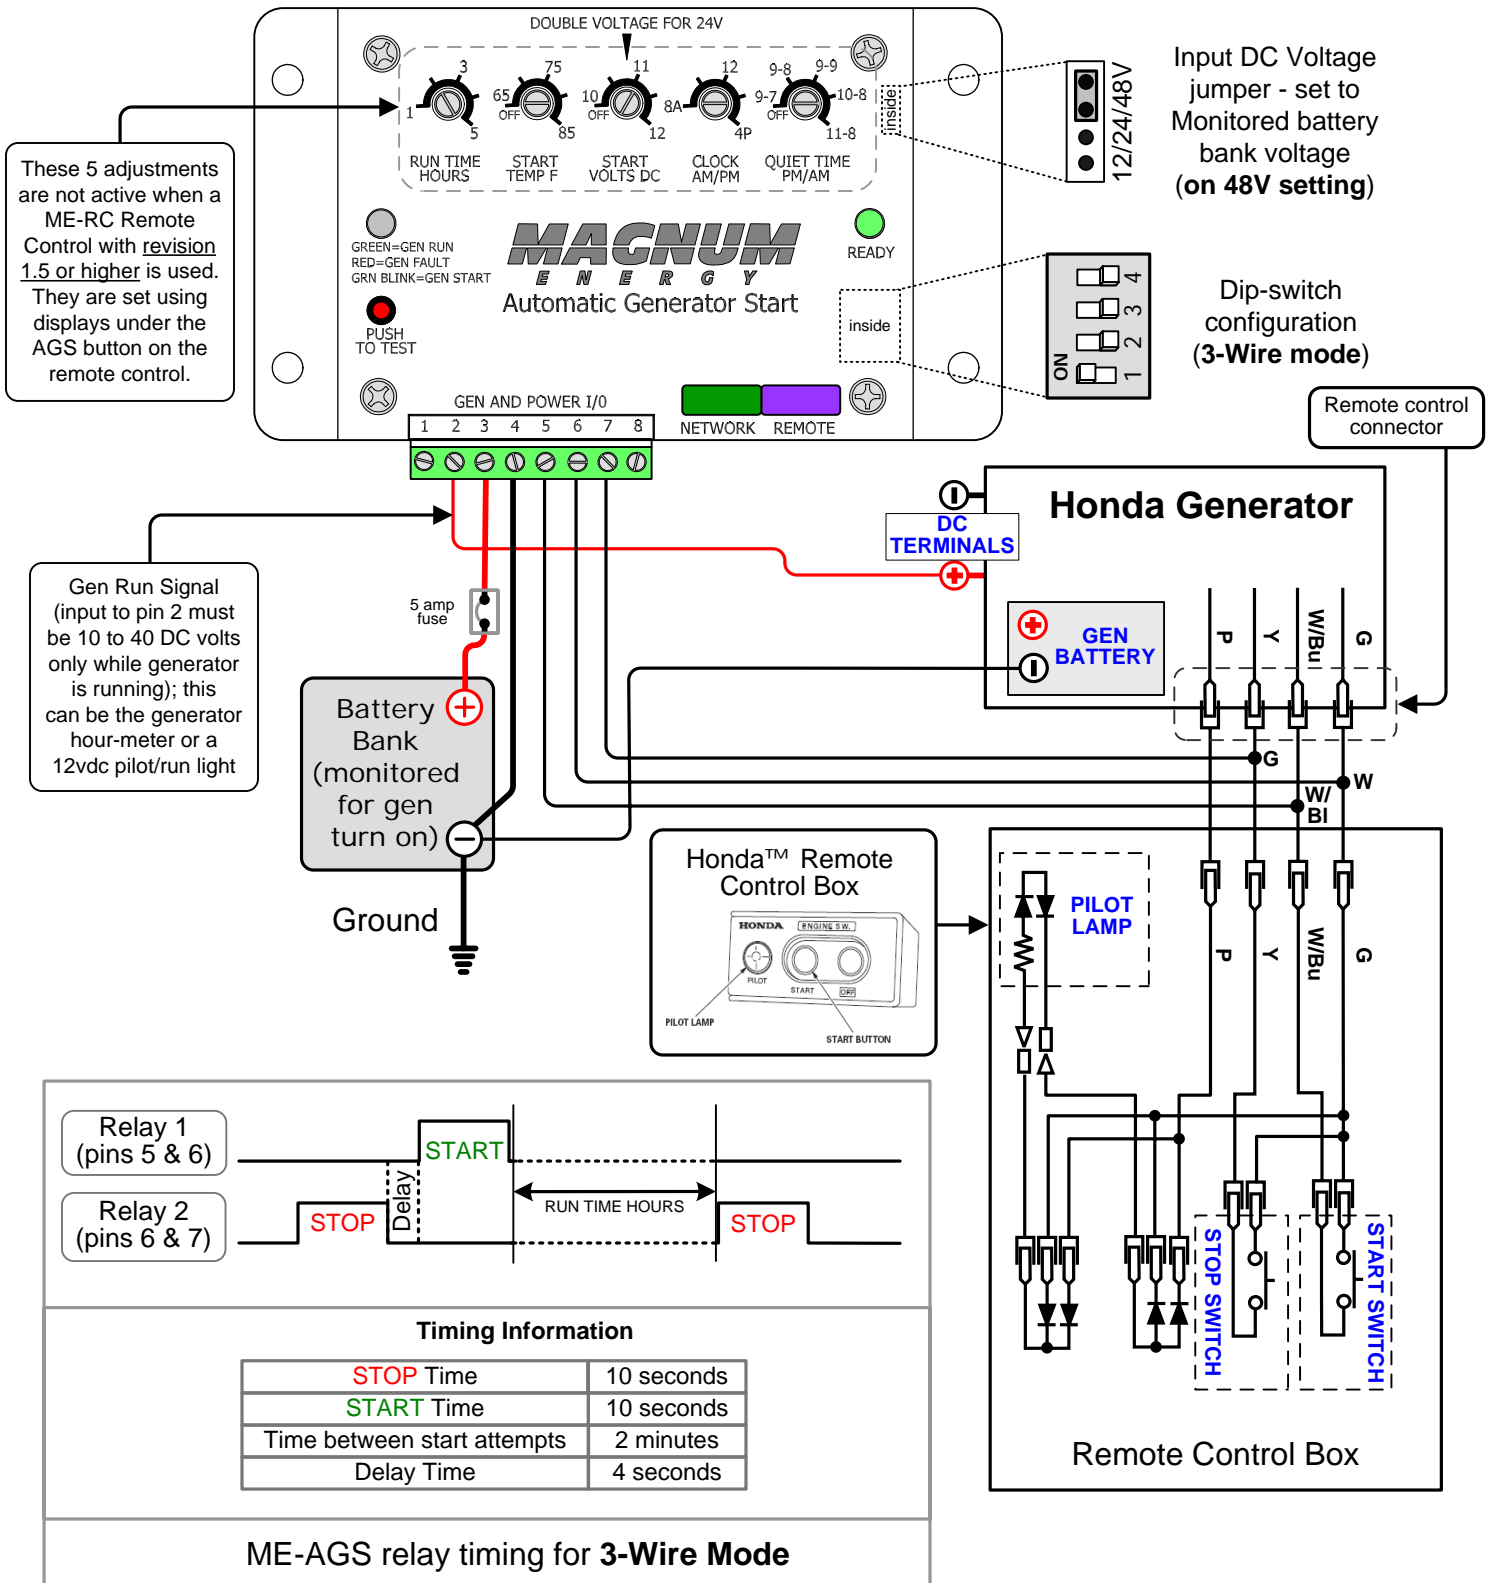 DOUBLE VOLTAGE FOR 24V
1
3
5
65
OFF
75
85
10
OFF
11
12
8A
12
4P
9-7
OFF
9-8
9-9
10-8
11-8
RUN TIME
HOURS
START
TEMP F
START
VOLTS DC
CLOCK
AM/PM
QUIET TIME
PM/AM
inside
12/24/48V
Input DC Voltage
jumper - set to
Monitored battery
bank voltage
(on 48V setting)
These 5 adjustments
are not active when a
ME-RC Remote
Control with revision
1.5 or higher is used.
They are set using
displays under the
AGS button on the
remote control.
GREEN=GEN RUN
RED=GEN FAULT
GRN BLINK=GEN START
PUSH
TO TEST
MAGNUM
ENERGY
Automatic Generator Start
READY
inside
ON
1
2
3
4
Dip-switch
configuration
(3-Wire mode)
GEN AND POWER I/0
1 2 3 4 5 6 7 8
NETWORK
REMOTE
Remote control
connector
Honda Generator
DC
TERMINALS
GEN
BATTERY
P
Y
W/Bu
G
Gen Run Signal
(input to pin 2 must
be 10 to 40 DC volts
only while generator
is running); this
can be the generator
hour-meter or a
12vdc pilot/run light
5 amp
fuse
Battery
Bank
(monitored
for gen
turn on)
Ground
G
W
W/
Bl
Honda™ Remote
Control Box
HONDA
ENGINE SW.
PILOT
START
OFF
PILOT LAMP
START BUTTON
PILOT
LAMP
P
Y
W/Bu
G
STOP SWITCH
START SWITCH
Remote Control Box
Relay 1
(pins 5 & 6)
START
Relay 2
(pins 6 & 7)
STOP
Delay
RUN TIME HOURS
STOP
Timing Information
STOP Time 10 seconds
START Time 10 seconds
Time between start attempts 2 minutes
Delay Time 4 seconds
ME-AGS relay timing for 3-Wire Mode